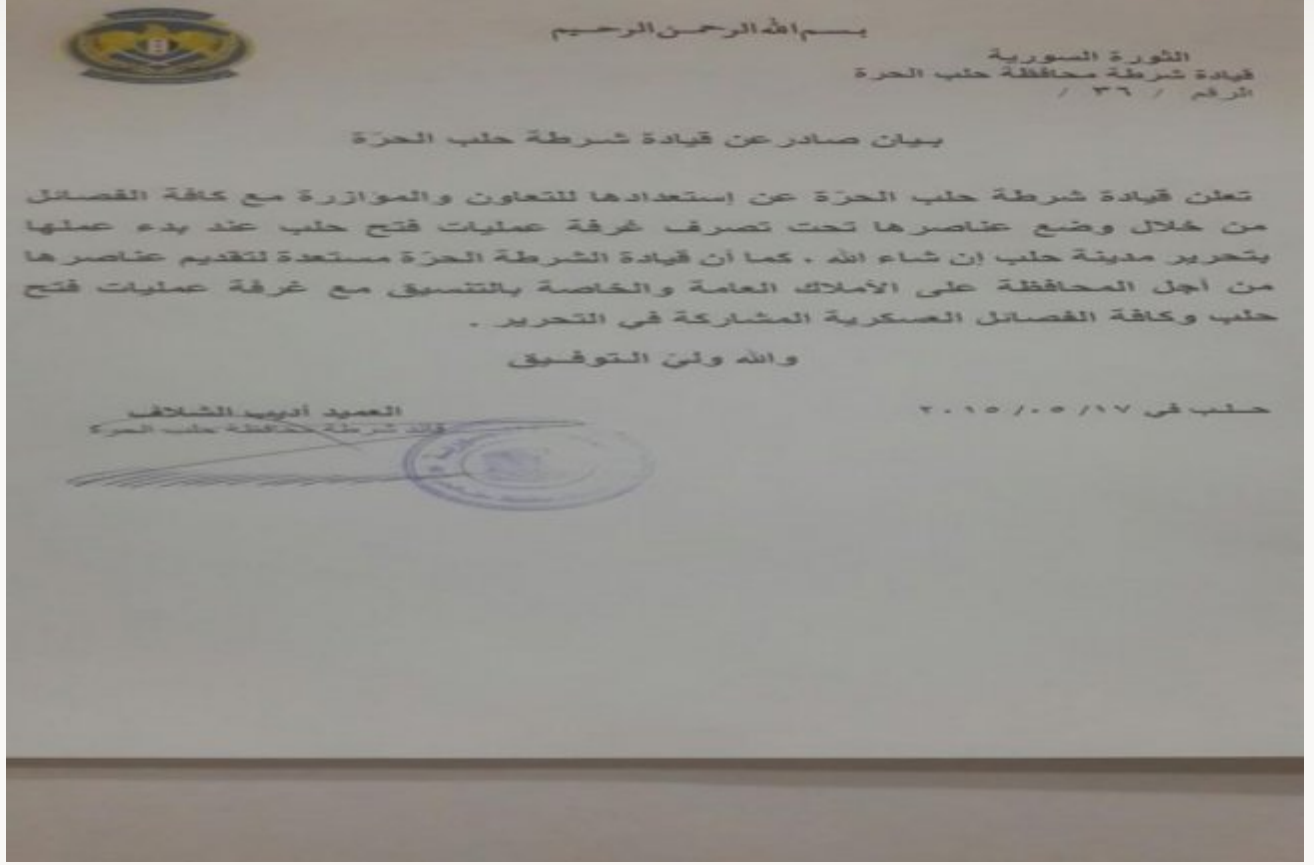 بسم الله الرحمن الرحيم
الثورة السورية
قيادة شرطة محافظة حلب الحرة
الرقم / ٣٦ /
بيان صادر عن قيادة شرطة حلب الحرّة
تعلن قيادة شرطة حلب الحرّة عن إستعدادها للتعاون والموازرة مع كافة الفصائل
من خلال وضع عناصرها تحت تصرف غرفة عمليات فتح حلب عند بدء عملها
بتحرير مدينة حلب إن شاء الله . كما أن قيادة الشرطة الحرّة مستعدة لتقديم عناصرها
من أجل المحافظة على الأملاك العامة والخاصة بالتنسيق مع غرفة عمليات فتح
حلب وكافة الفصائل العسكرية المشاركة في التحرير .
والله وليّ التوفيق
حلب في ١٧/ ٠٥/ ٢٠١٥
العميد أديب الشلاف
قائد شرطة محافظة حلب الحرة